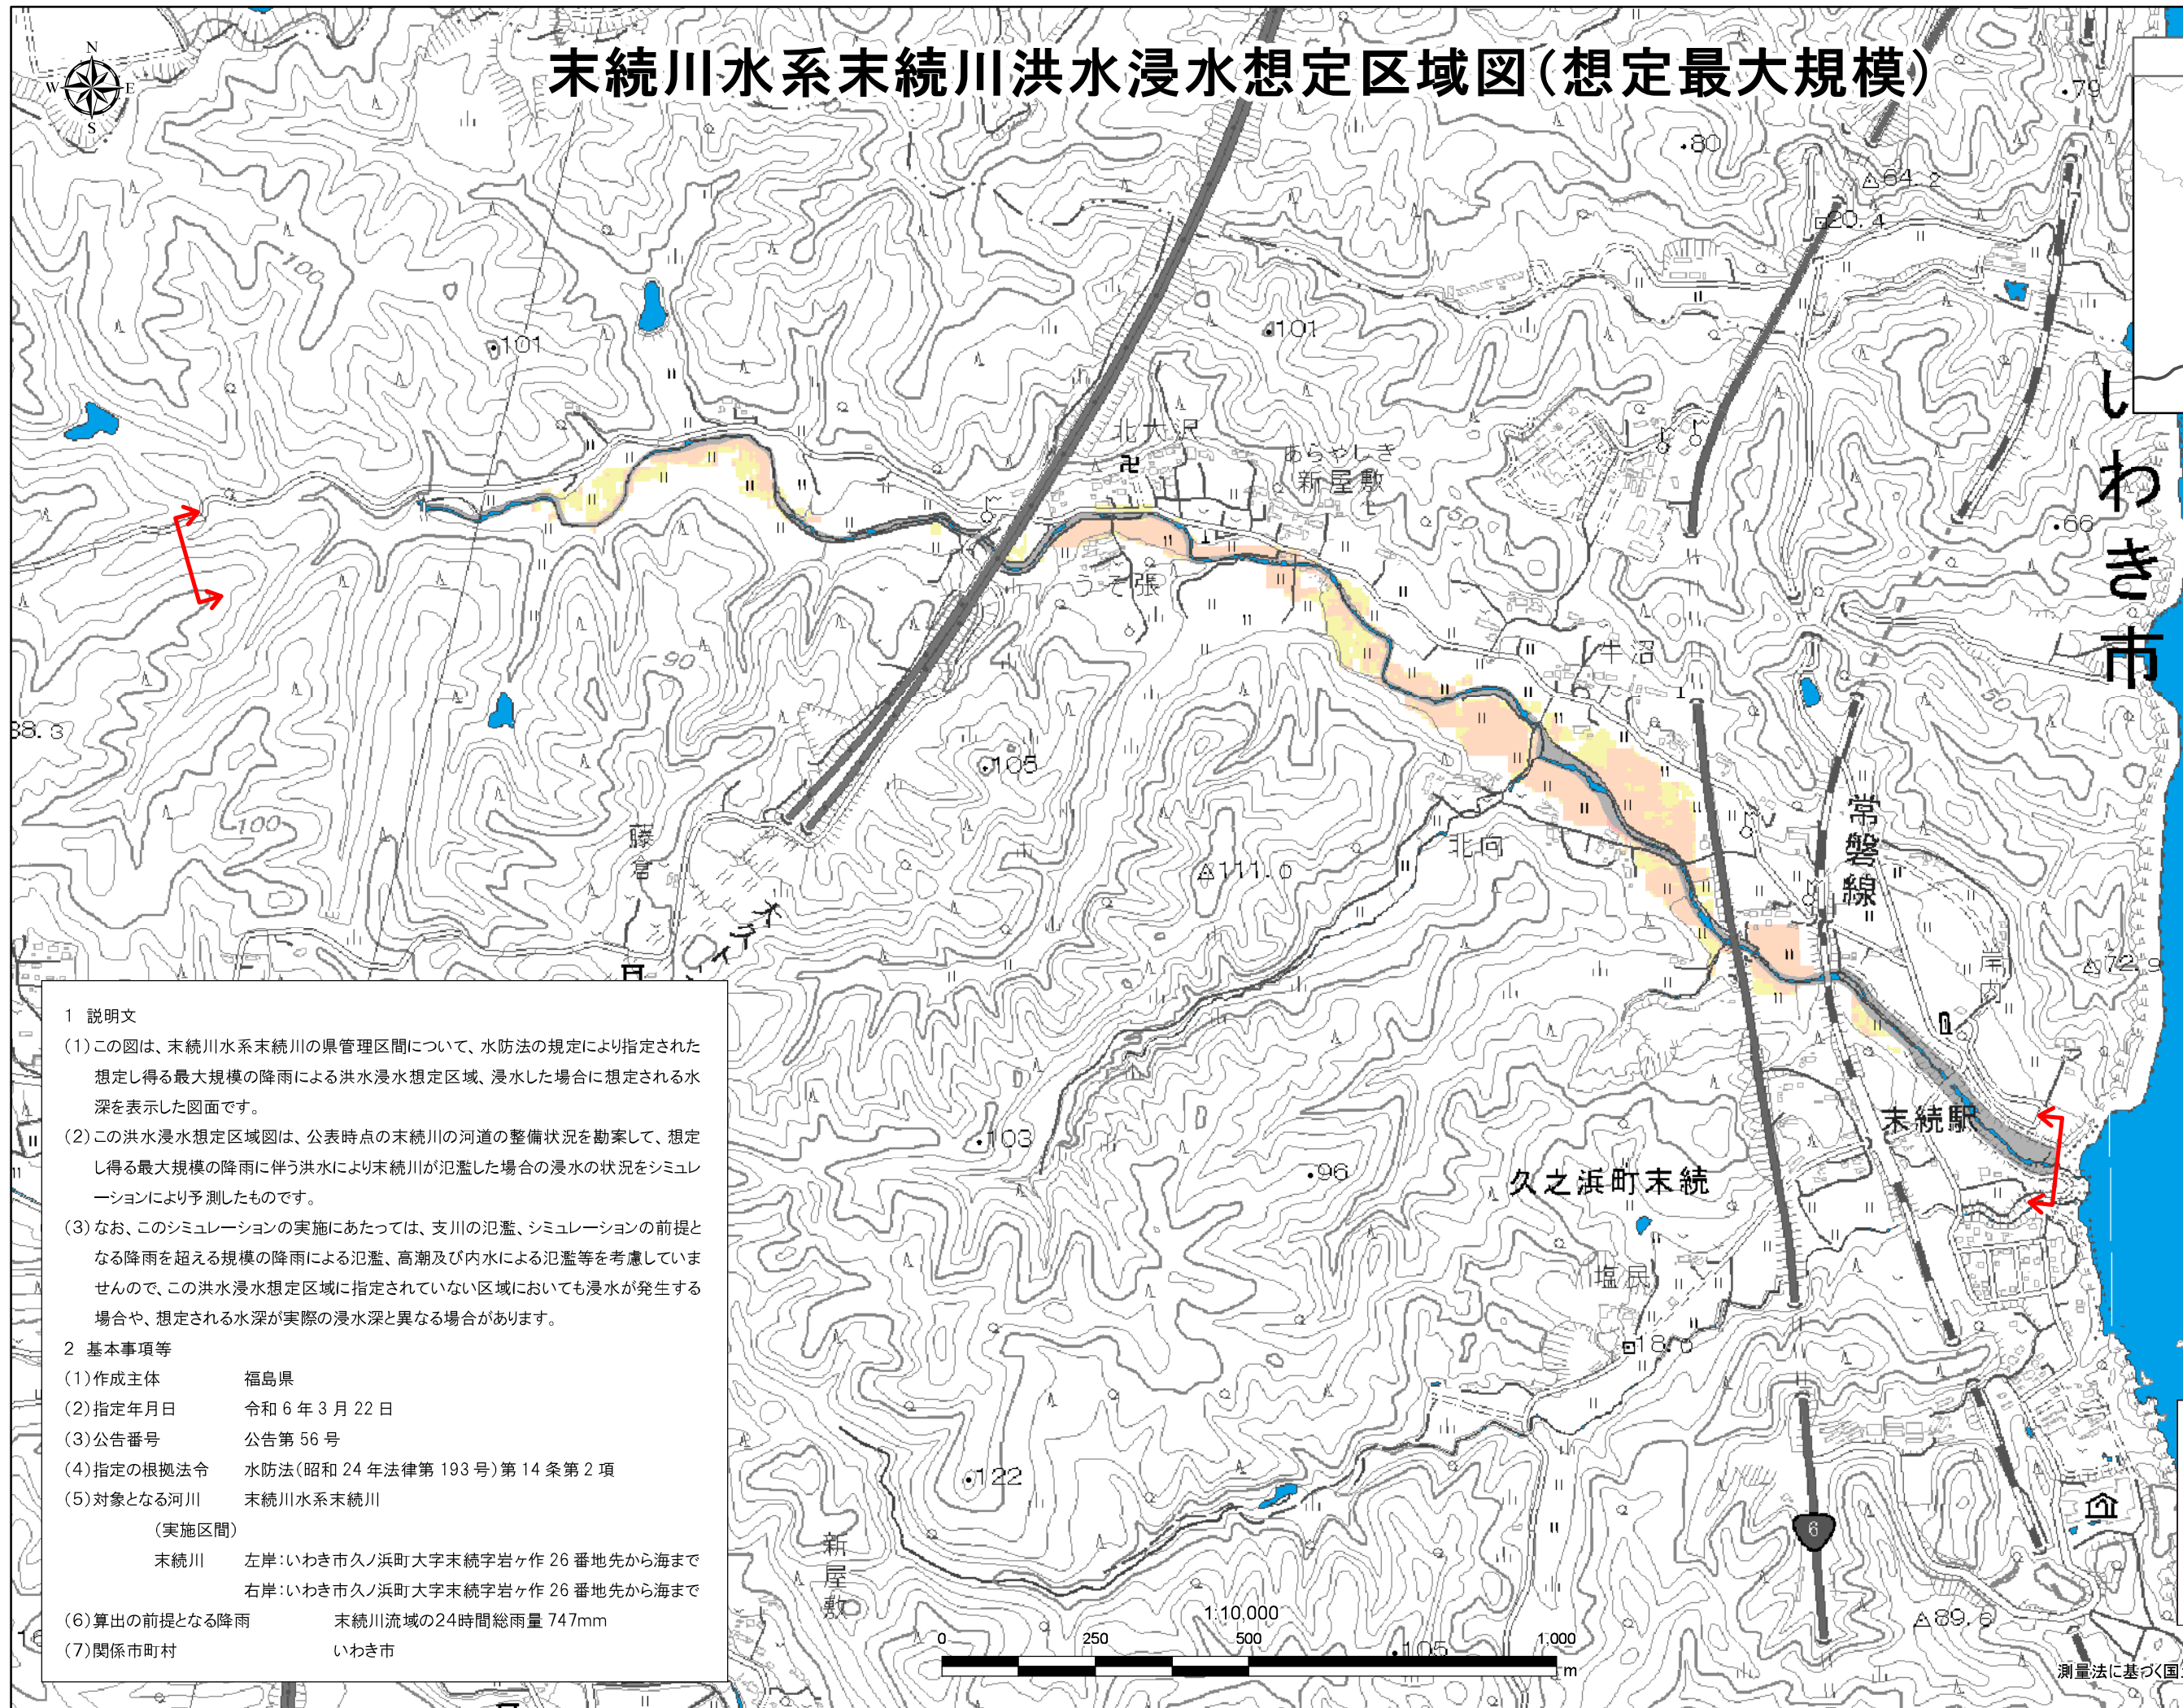 末続川水系末続川洪水浸水想定区域図(想定最大規模)
N
W
E
S
79
80
64.2
20.4
100
101
101
いわき市
北大沢
あらやしき
新屋敷
50
66
うそ張
牛沼
90
50
105
100
藤倉
111.0
北向
常磐線
岸内
72.9
103
96
末続駅
久之浜町末続
塩民
18.6
122
新屋敷
6
89.6
105
1 説明文
(1)この図は、末続川水系末続川の県管理区間について、水防法の規定により指定された
想定し得る最大規模の降雨による洪水浸水想定区域、浸水した場合に想定される水
深を表示した図面です。
(2)この洪水浸水想定区域図は、公表時点の末続川の河道の整備状況を勘案して、想定
し得る最大規模の降雨に伴う洪水により末続川が氾濫した場合の浸水の状況をシミュレ
ーションにより予測したものです。
(3)なお、このシミュレーションの実施にあたっては、支川の氾濫、シミュレーションの前提と
なる降雨を超える規模の降雨による氾濫、高潮及び内水による氾濫等を考慮していま
せんので、この洪水浸水想定区域に指定されていない区域においても浸水が発生する
場合や、想定される水深が実際の浸水深と異なる場合があります。
2 基本事項等
(1)作成主体 福島県
(2)指定年月日 令和 6 年 3 月 22 日
(3)公告番号 公告第 56 号
(4)指定の根拠法令 水防法(昭和 24 年法律第 193 号)第 14 条第 2 項
(5)対象となる河川 末続川水系末続川
(実施区間)
末続川 左岸:いわき市久ノ浜町大字末続字岩ヶ作 26 番地先から海まで
右岸:いわき市久ノ浜町大字末続字岩ヶ作 26 番地先から海まで
(6)算出の前提となる降雨 末続川流域の24時間総雨量 747mm
(7)関係市町村 いわき市
1:10,000
0 250 500 1,000
m
測量法に基づく国